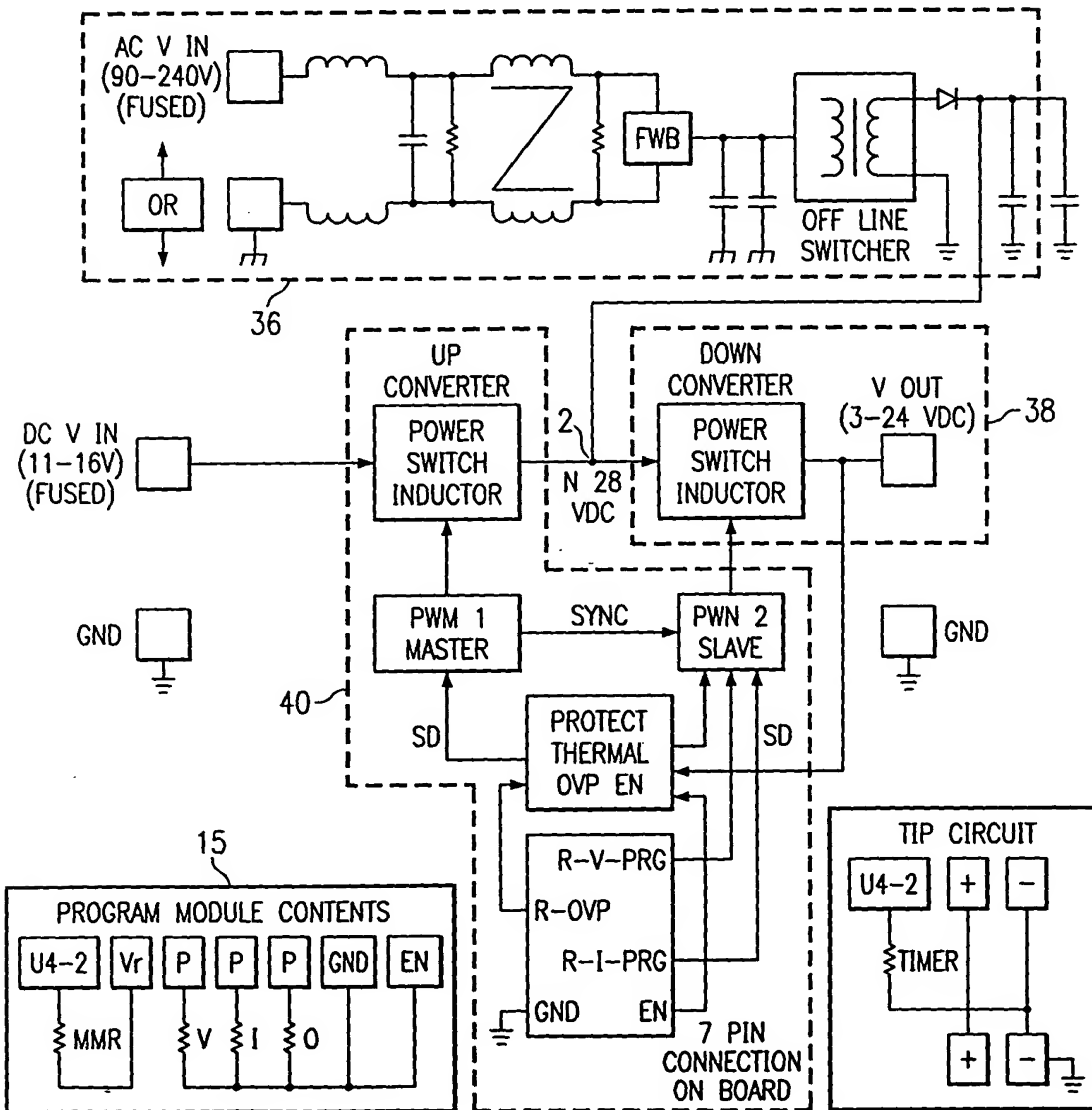 AC V IN
(90-240V)
(FUSED)
OR
FWB
OFF LINE
SWITCHER
36
UP
CONVERTER
DOWN
CONVERTER
V OUT
(3-24 VDC)
38
DC V IN
(11-16V)
(FUSED)
POWER
SWITCH
INDUCTOR
2
N 28
VDC
POWER
SWITCH
INDUCTOR
GND
PWM 1
MASTER
SYNC
PWN 2
SLAVE
GND
40
SD
PROTECT
THERMAL
OVP EN
SD
R-V-PRG
R-OVP
R-I-PRG
GND
EN
7 PIN
CONNECTION
ON BOARD
15
PROGRAM MODULE CONTENTS
U4-2 Vr P P P GND EN
MMR V I O
TIP CIRCUIT
U4-2 + -
TIMER
+ -